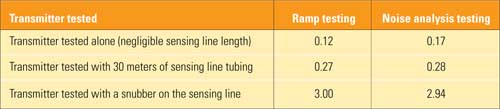 Transmitter tested Ramp testing Noise analysis testing
Transmitter tested alone (negligible sensing line length) 0.12 0.17
Transmitter tested with 30 meters of sensing line tubing 0.27 0.28
Transmitter tested with a snubber on the sensing line 3.00 2.94